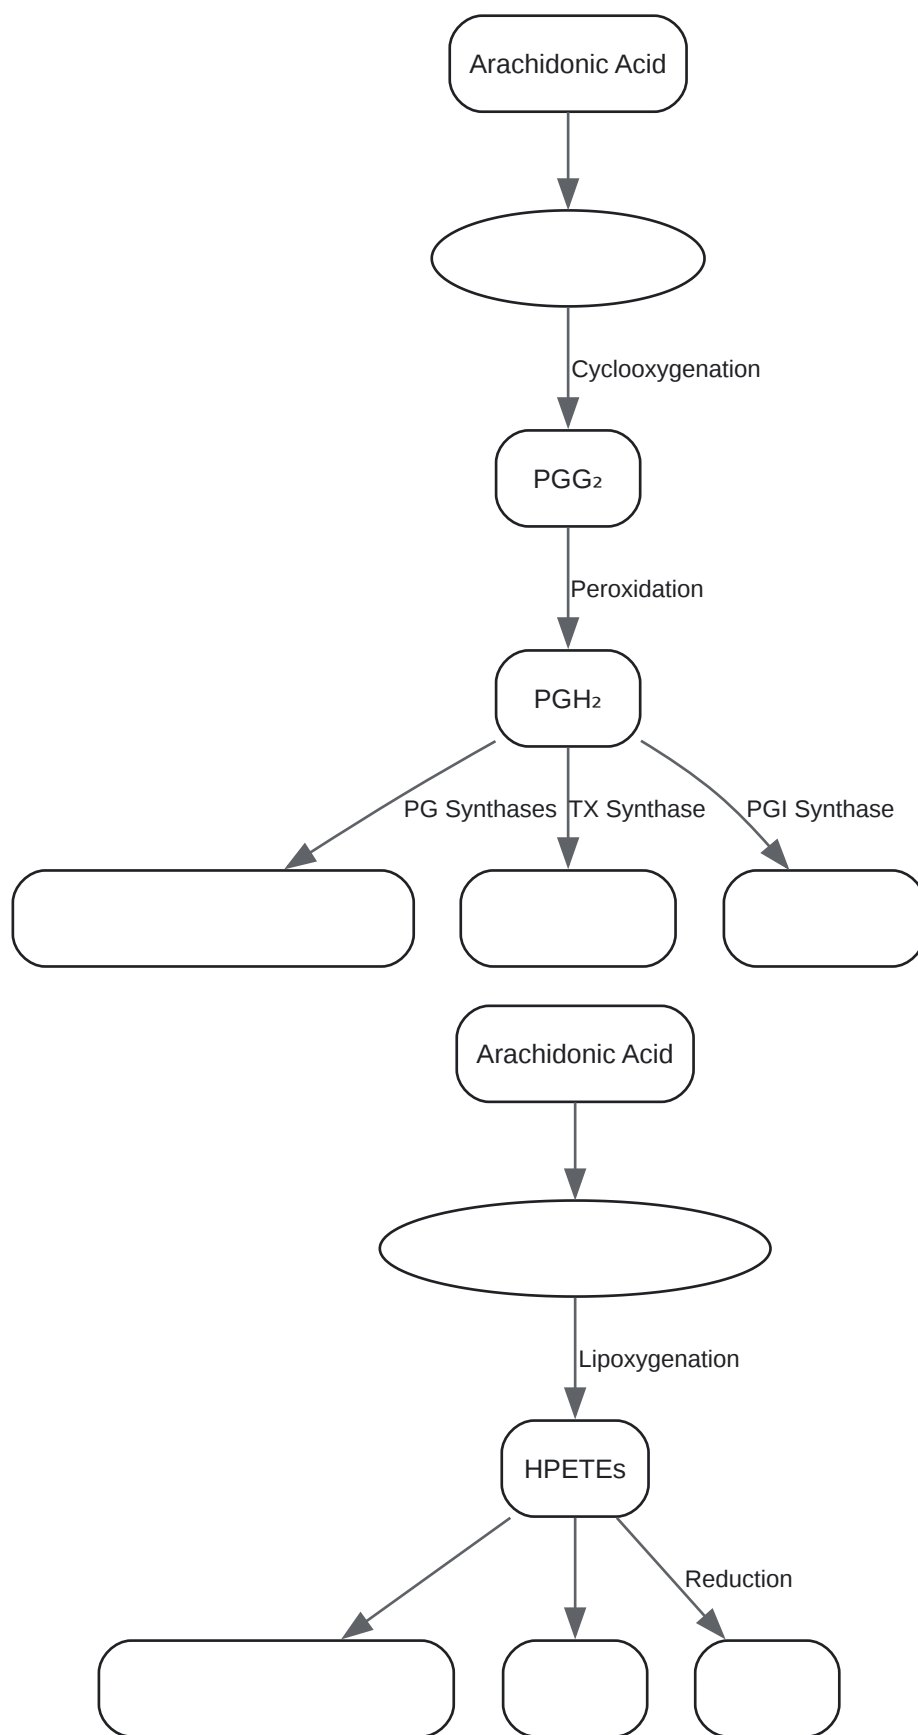 Arachidonic Acid
Cyclooxygenation
PGG₂
Peroxidation
PGH₂
PG Synthases
TX Synthase
PGI Synthase
Arachidonic Acid
Lipoxygenation
HPETEs
Reduction